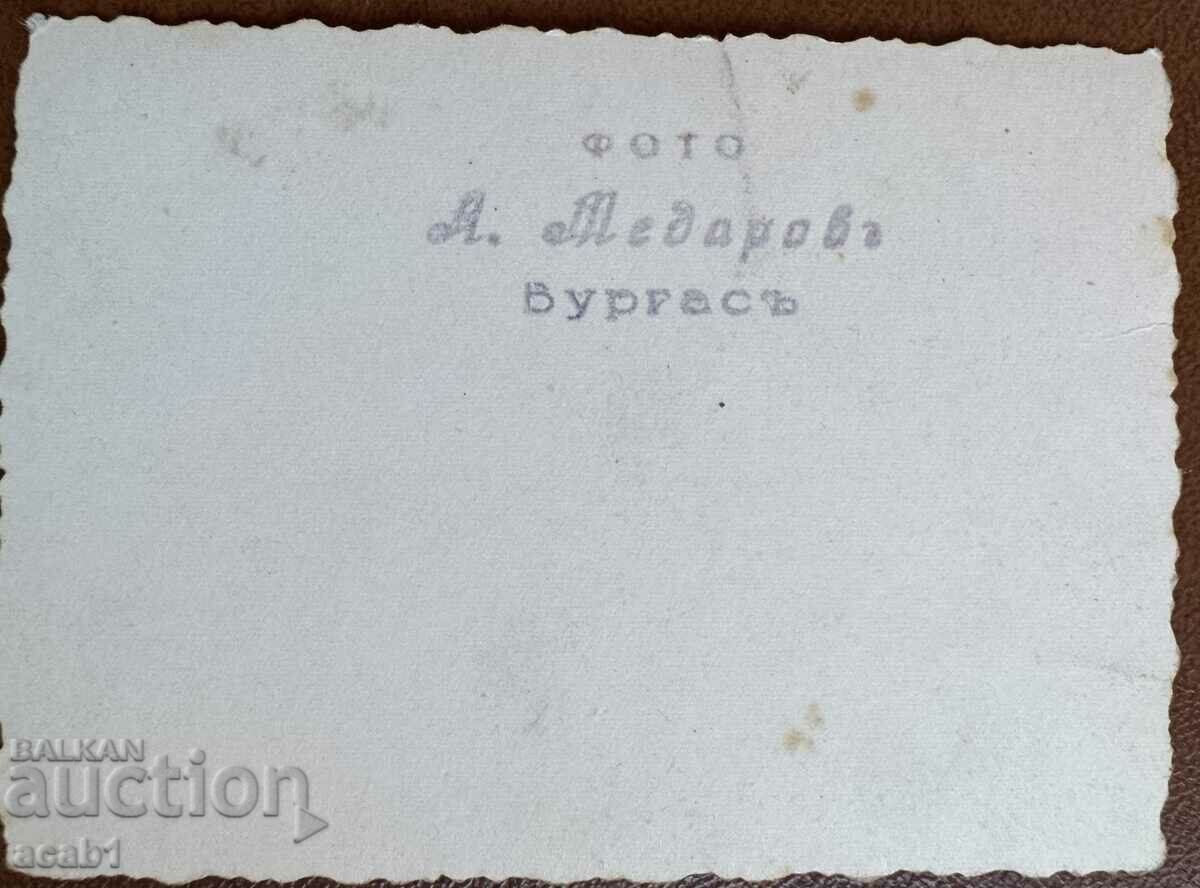 ФОТО
А. Медаровъ
Бургасъ
BALKAN
auction
acab1